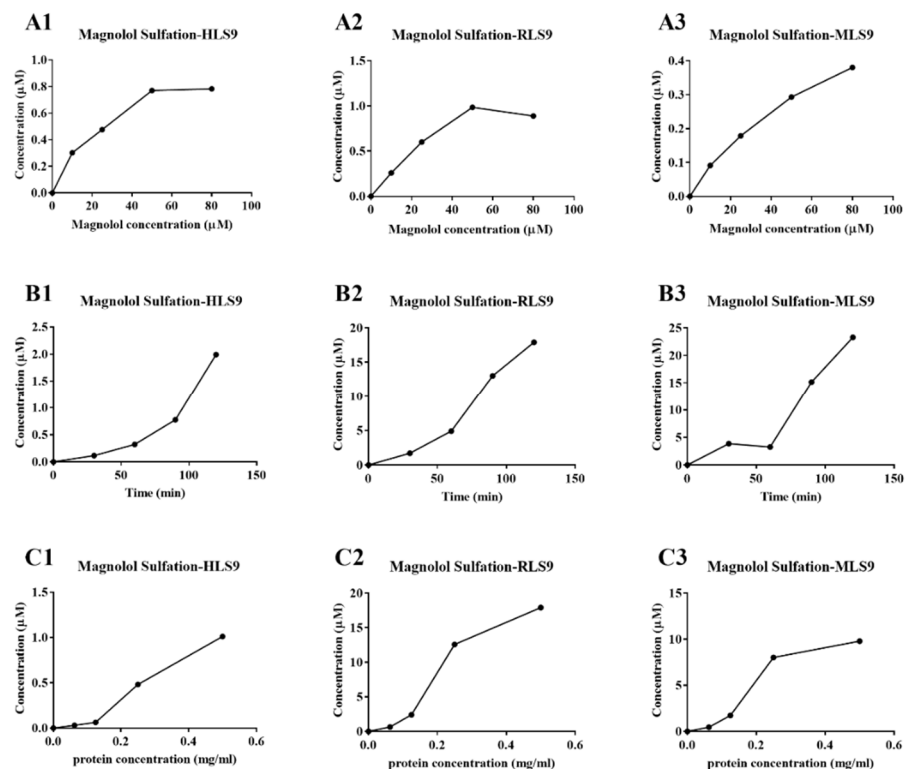 A1
Magnolol Sulfation-HLS9
Concentration (μM)
1.0
0.8
0.6
0.4
0.2
0.0
0 20 40 60 80 100
Magnolol concentration (μM)
A2
Magnolol Sulfation-RLS9
Concentration (μM)
1.5
1.0
0.5
0.0
0 20 40 60 80 100
Magnolol concentration (μM)
A3
Magnolol Sulfation-MLS9
Concentration (μM)
0.4
0.3
0.2
0.1
0.0
0 20 40 60 80 100
Magnolol concentration (μM)
B1
Magnolol Sulfation-HLS9
Concentration (μM)
2.5
2.0
1.5
1.0
0.5
0.0
0 50 100 150
Time (min)
B2
Magnolol Sulfation-RLS9
Concentration (μM)
20
15
10
5
0
0 50 100 150
Time (min)
B3
Magnolol Sulfation-MLS9
Concentration (μM)
25
20
15
10
5
0
0 50 100 150
Time (min)
C1
Magnolol Sulfation-HLS9
Concentration (μM)
1.5
1.0
0.5
0.0
0.0 0.2 0.4 0.6
protein concentration (mg/ml)
C2
Magnolol Sulfation-RLS9
Concentration (μM)
20
15
10
5
0
0.0 0.2 0.4 0.6
protein concentration (mg/ml)
C3
Magnolol Sulfation-MLS9
Concentration (μM)
15
10
5
0
0.0 0.2 0.4 0.6
protein concentration (mg/ml)